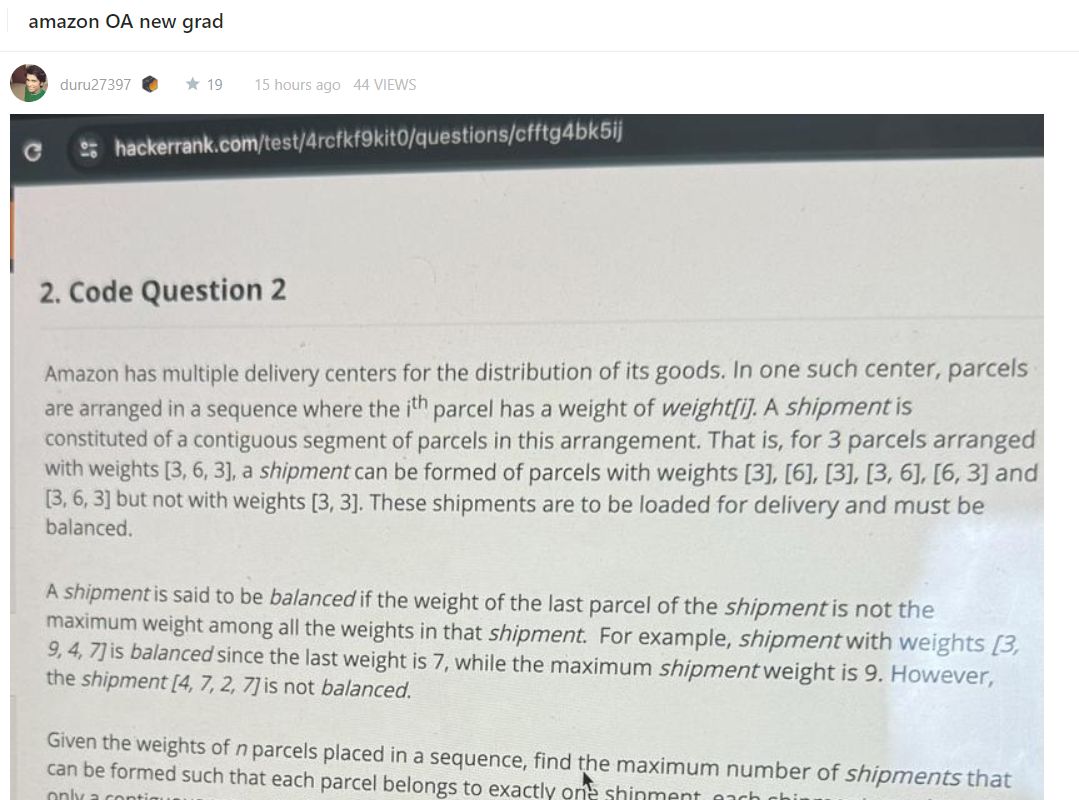 amazon OA new grad
duru27397 19 15 hours ago 44 VIEWS
hackerrank.com/test/4rcfkf9kit0/questions/cfftg4bk5ij
2. Code Question 2
Amazon has multiple delivery centers for the distribution of its goods. In one such center, parcels
are arranged in a sequence where the ith parcel has a weight of weight[i]. A shipment is
constituted of a contiguous segment of parcels in this arrangement. That is, for 3 parcels arranged
with weights [3, 6, 3], a shipment can be formed of parcels with weights [3], [6], [3], [3, 6], [6, 3] and
[3, 6, 3] but not with weights [3, 3]. These shipments are to be loaded for delivery and must be
balanced.
A shipment is said to be balanced if the weight of the last parcel of the shipment is not the
maximum weight among all the weights in that shipment. For example, shipment with weights [3,
9, 4, 7] is balanced since the last weight is 7, while the maximum shipment weight is 9. However,
the shipment [4, 7, 2, 7] is not balanced.
Given the weights of n parcels placed in a sequence, find the maximum number of shipments that
can be formed such that each parcel belongs to exactly one shipment, each
only a